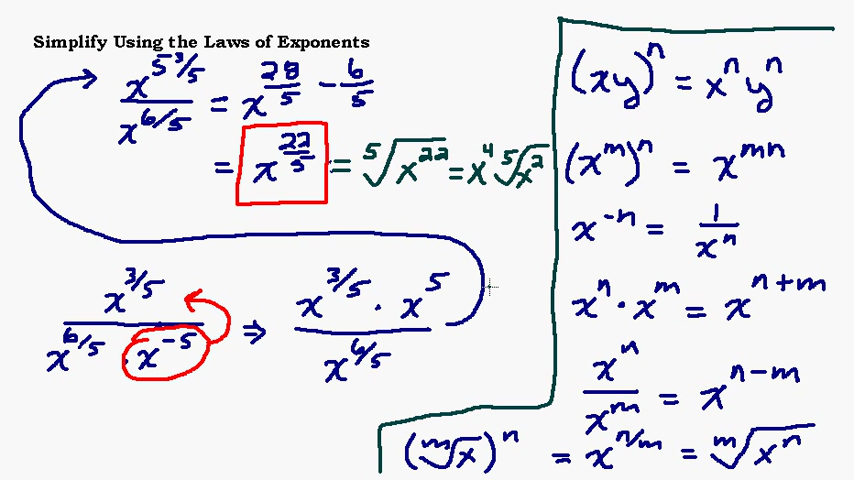 Simplify Using the Laws of Exponents
x^{5 3/5} / x^{6/5} = x^{28/5 - 6/5}
= x^{22/5} = ⁵√(x^{22}) = x^4 ⁵√(x^2)
x^{3/5} / (x^{6/5} · x^{-5}) ⇒ (x^{3/5} · x^5) / x^{6/5}
(xy)^n = x^n y^n
(x^m)^n = x^{mn}
x^{-n} = 1 / x^n
x^n · x^m = x^{n+m}
x^n / x^m = x^{n-m}
(ᵐ√x)^n = x^{n/m} = ᵐ√(x^n)